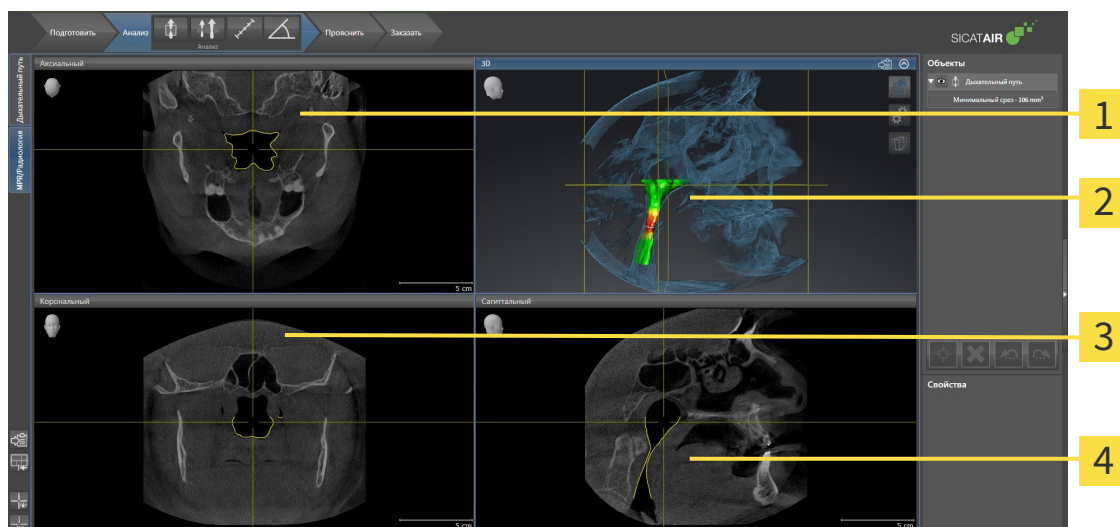 Подготовить
Анализ
Анализ
Прояснить
Заказать
SICATAIR
Дыхательный путь
MPR/Радиология
Аксиальный
5 cm
3D
Корональный
5 cm
Сагиттальный
5 cm
Объекты
Дыхательный путь
Минимальный срез - 106 mm²
Свойства
1
2
3
4